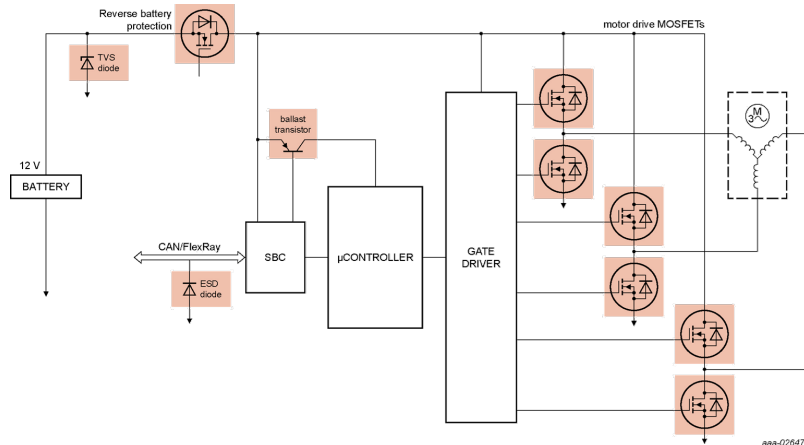 Reverse battery
protection
motor drive MOSFETs
TVS
diode
M
3
ballast
transistor
12 V
BATTERY
CAN/FlexRay
SBC
µCONTROLLER
GATE
DRIVER
ESD
diode
aaa-02647